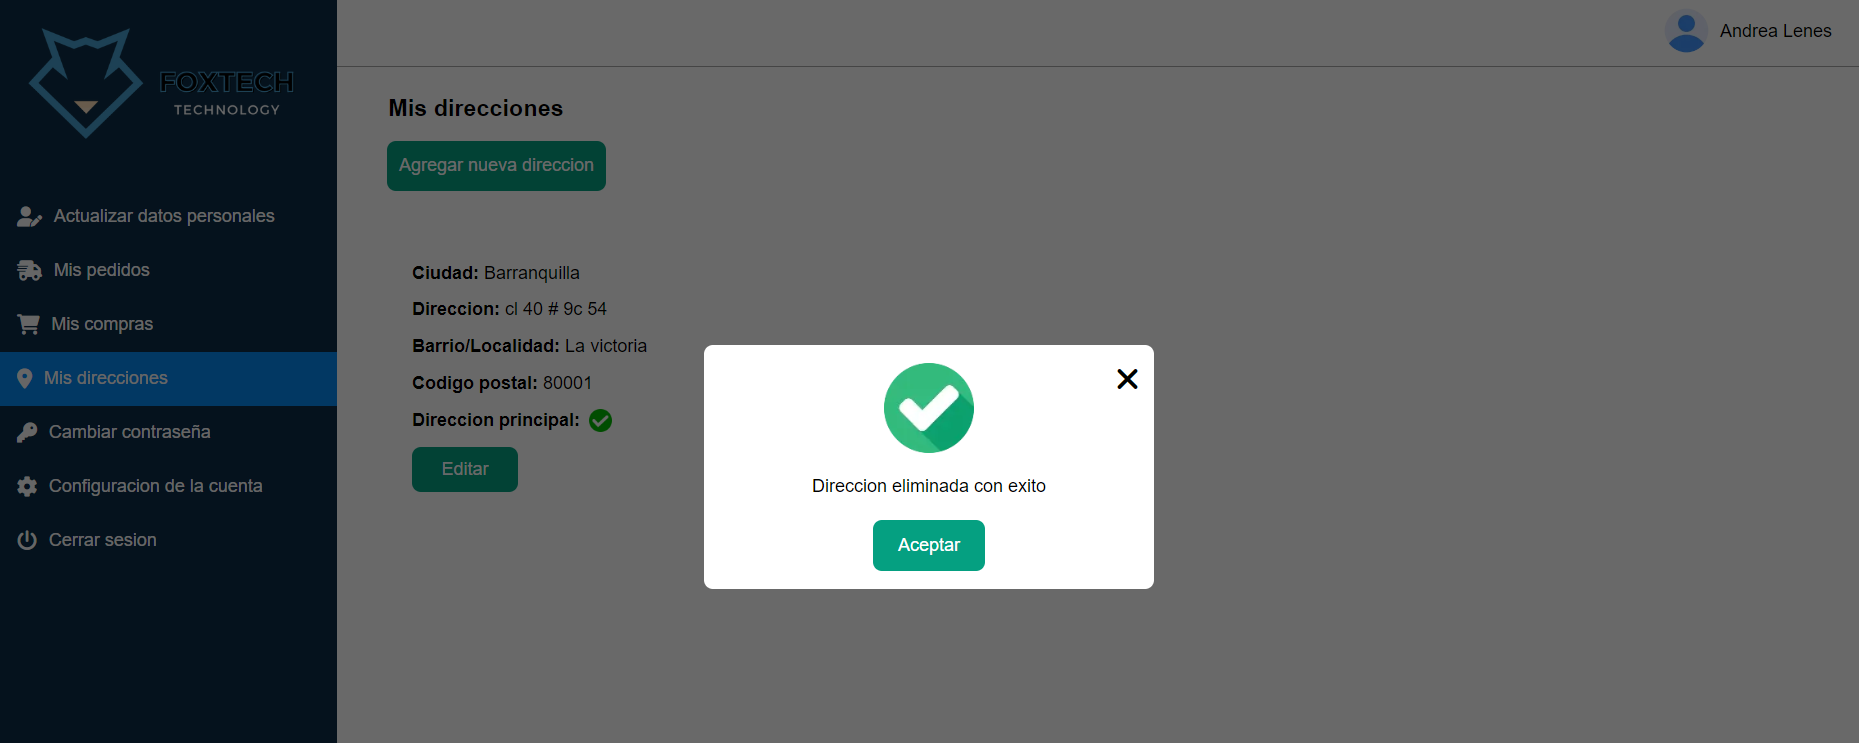 FOXTECH
TECHNOLOGY
Actualizar datos personales
Mis pedidos
Mis compras
Mis direcciones
Cambiar contraseña
Configuracion de la cuenta
Cerrar sesion
Andrea Lenes
Mis direcciones
Agregar nueva direccion
Ciudad: Barranquilla
Direccion: cl 40 # 9c 54
Barrio/Localidad: La victoria
Codigo postal: 80001
Direccion principal:
Editar
Direccion eliminada con exito
Aceptar